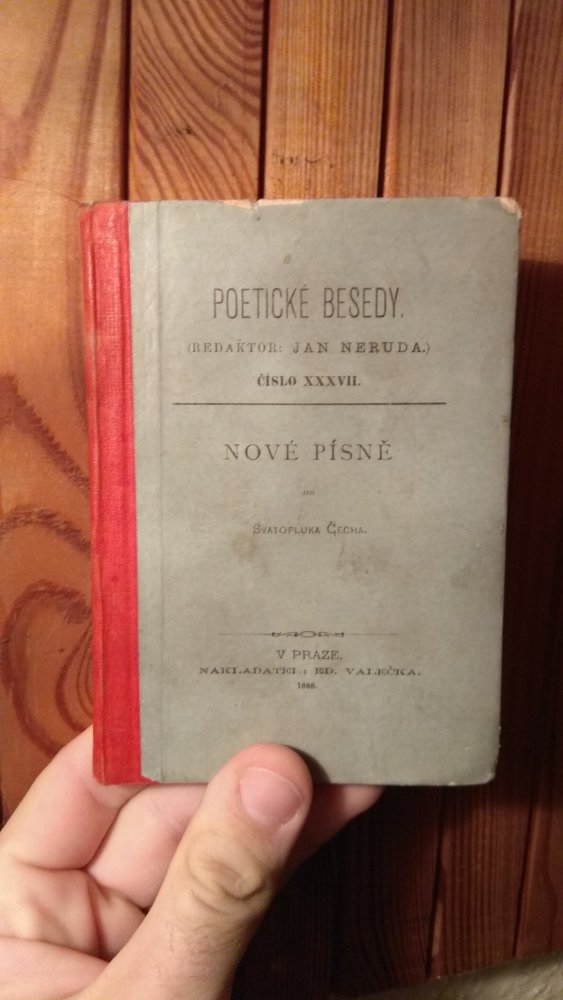 POETICKÉ BESEDY.
(REDAKTOR: JAN NERUDA.)
ČÍSLO XXXVII.
NOVÉ PÍSNĚ
OD
SVATOPLUKA ČECHA.
V PRAZE.
NAKLADATEL: ED. VALEČKA.
1888.